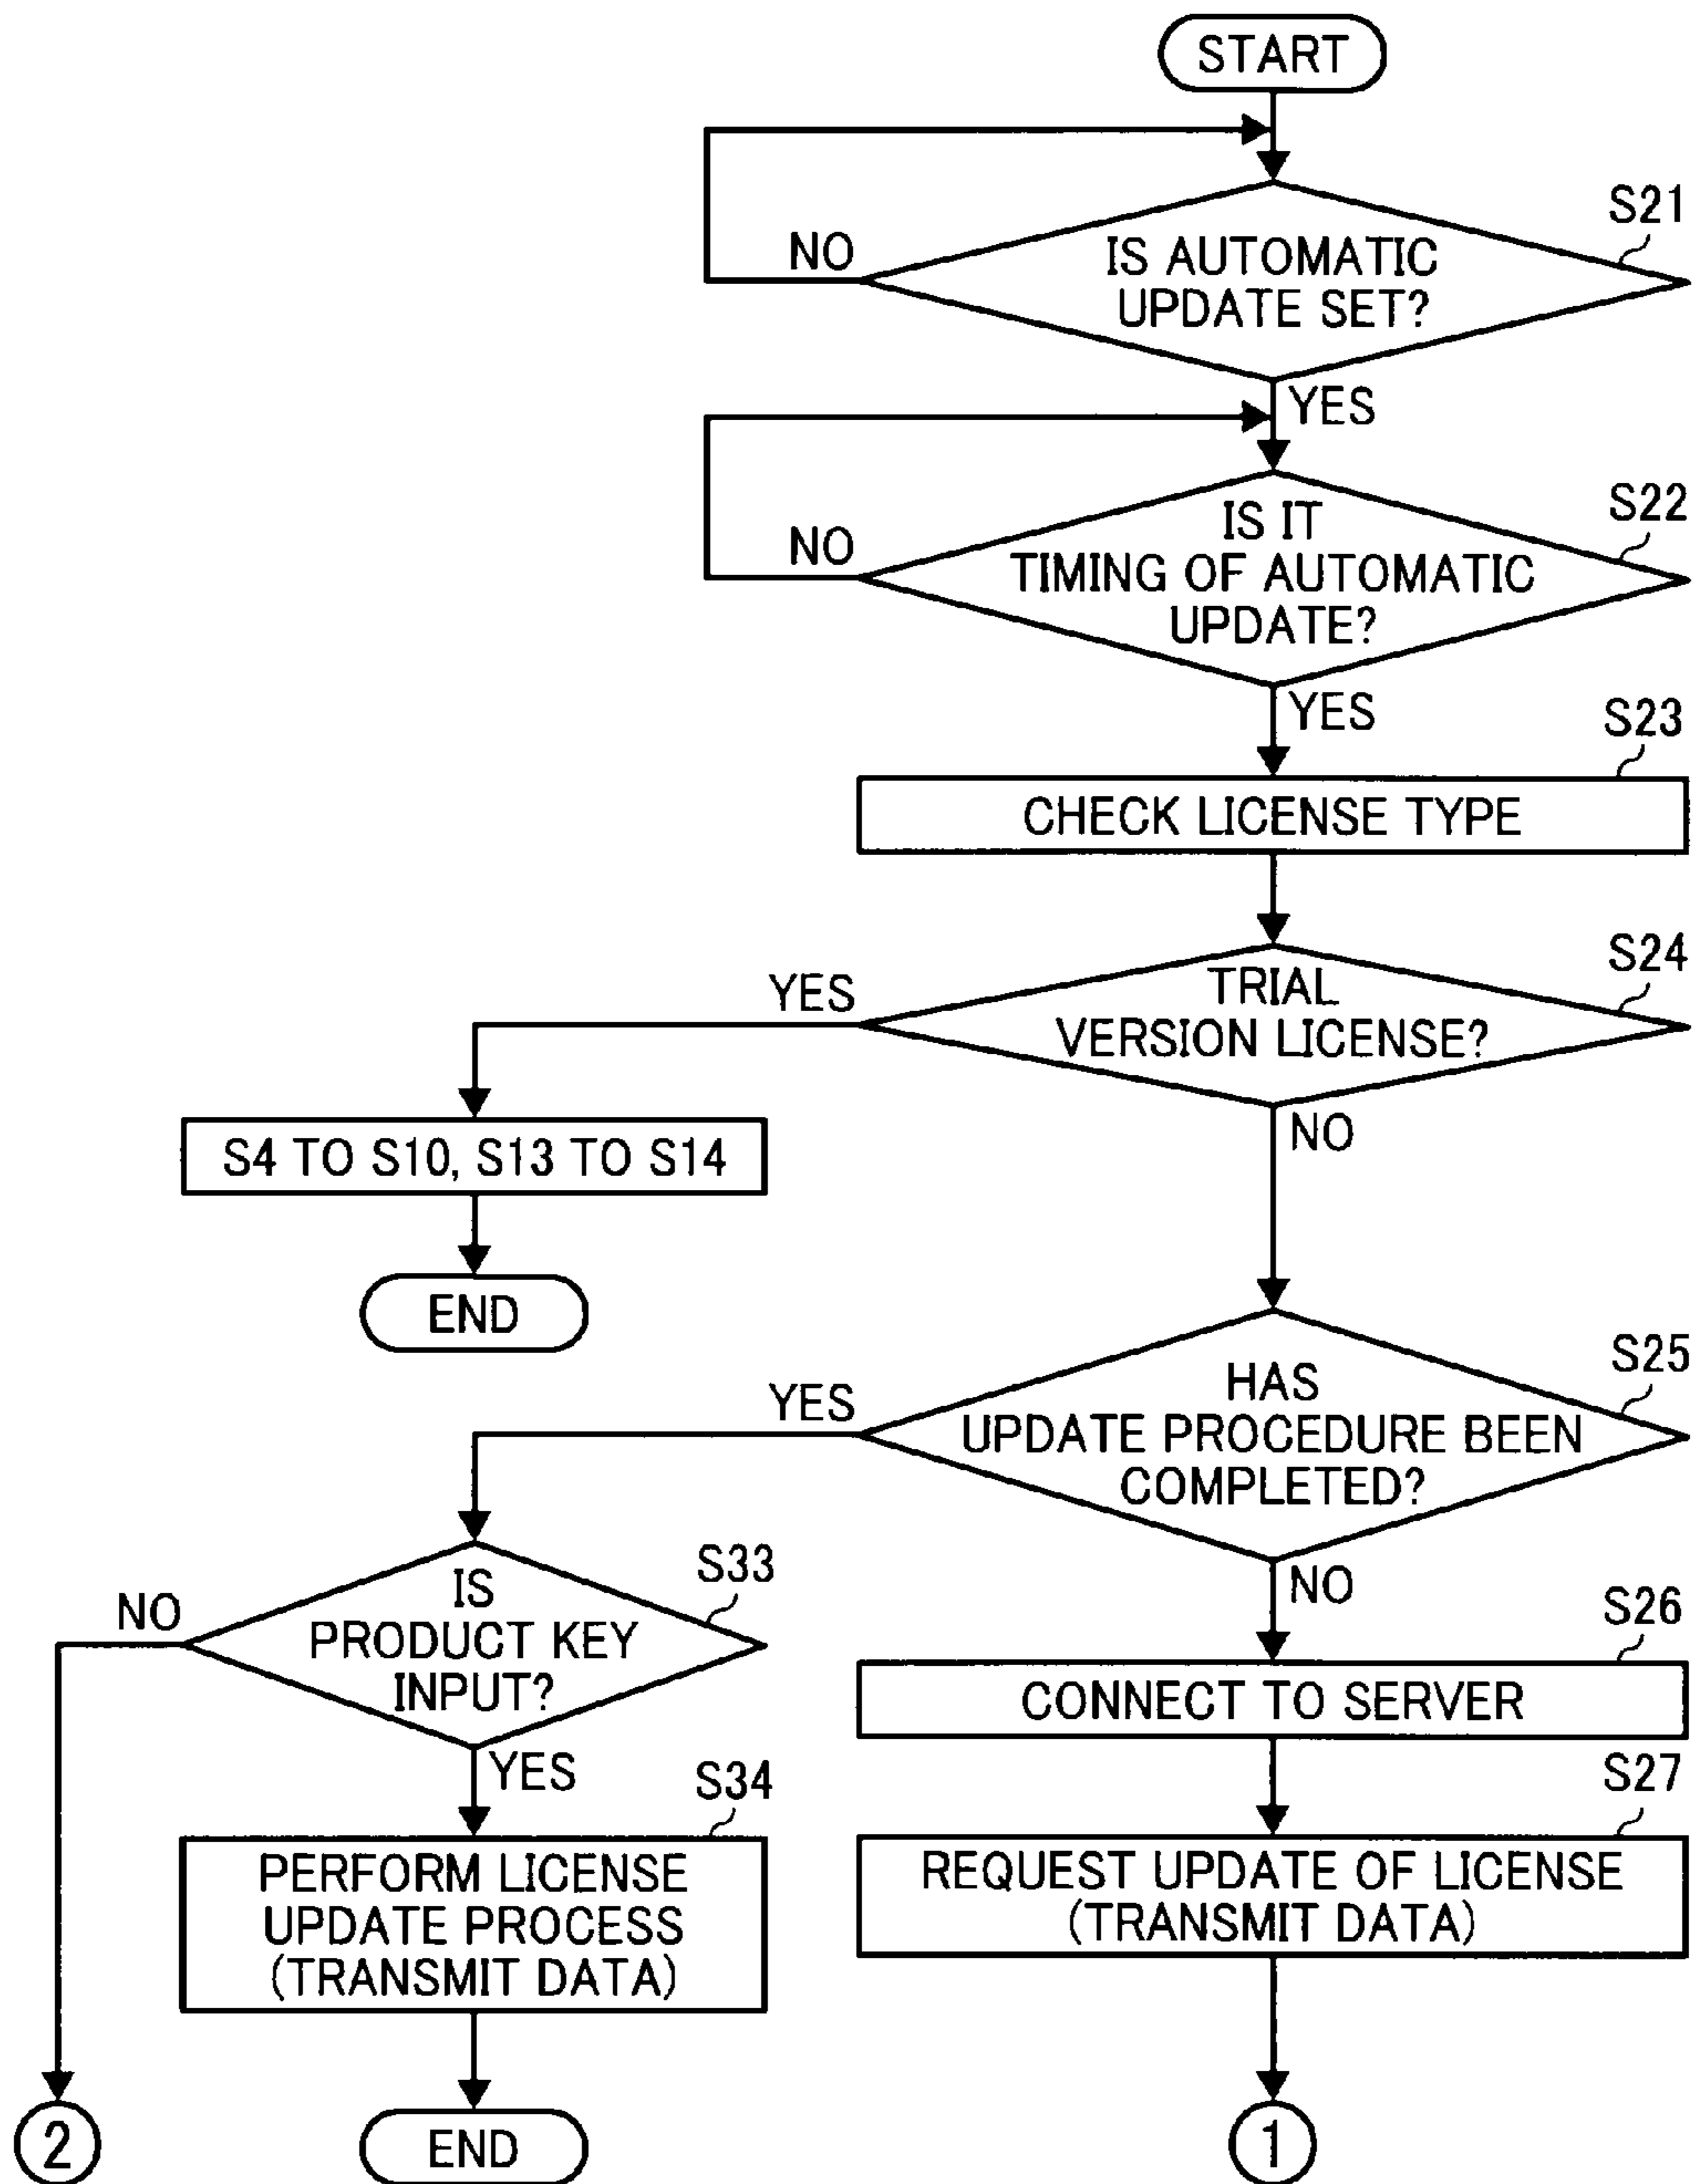 START
S21
NO
IS AUTOMATIC
UPDATE SET?
YES
S22
NO
IS IT
TIMING OF AUTOMATIC
UPDATE?
YES
S23
CHECK LICENSE TYPE
S24
YES
TRIAL
VERSION LICENSE?
NO
S4 TO S10, S13 TO S14
END
S25
YES
HAS
UPDATE PROCEDURE BEEN
COMPLETED?
NO
S33
NO
IS
PRODUCT KEY
INPUT?
YES
S26
CONNECT TO SERVER
S34
PERFORM LICENSE
UPDATE PROCESS
(TRANSMIT DATA)
S27
REQUEST UPDATE OF LICENSE
(TRANSMIT DATA)
2
END
1